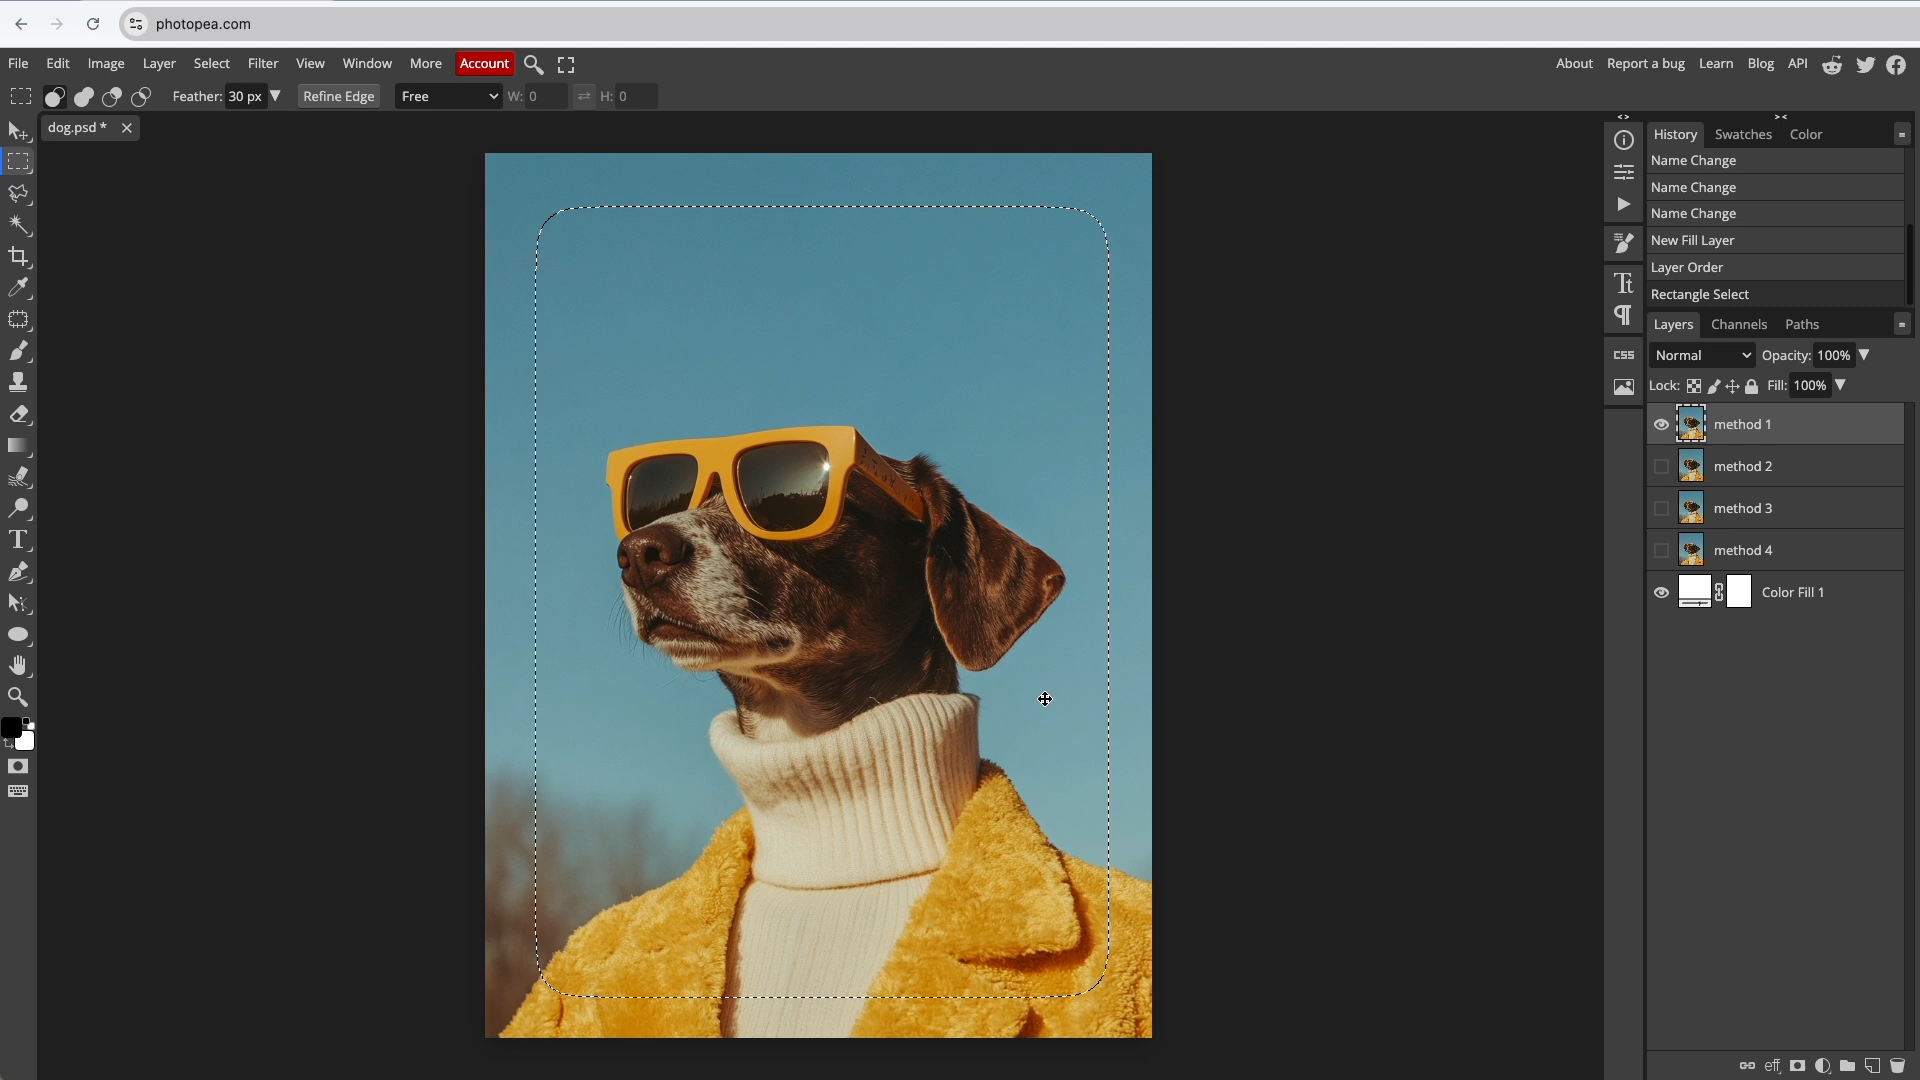 photopea.com
File Edit Image Layer Select Filter View Window More Account About Report a bug Learn Blog API
Feather: 30 px Refine Edge Free W: 0 H: 0
dog.psd *
History Swatches Color
Name Change
Name Change
Name Change
New Fill Layer
Layer Order
Rectangle Select
Layers Channels Paths
Normal Opacity: 100%
Lock: Fill: 100%
method 1
method 2
method 3
method 4
Color Fill 1
CSS
eff